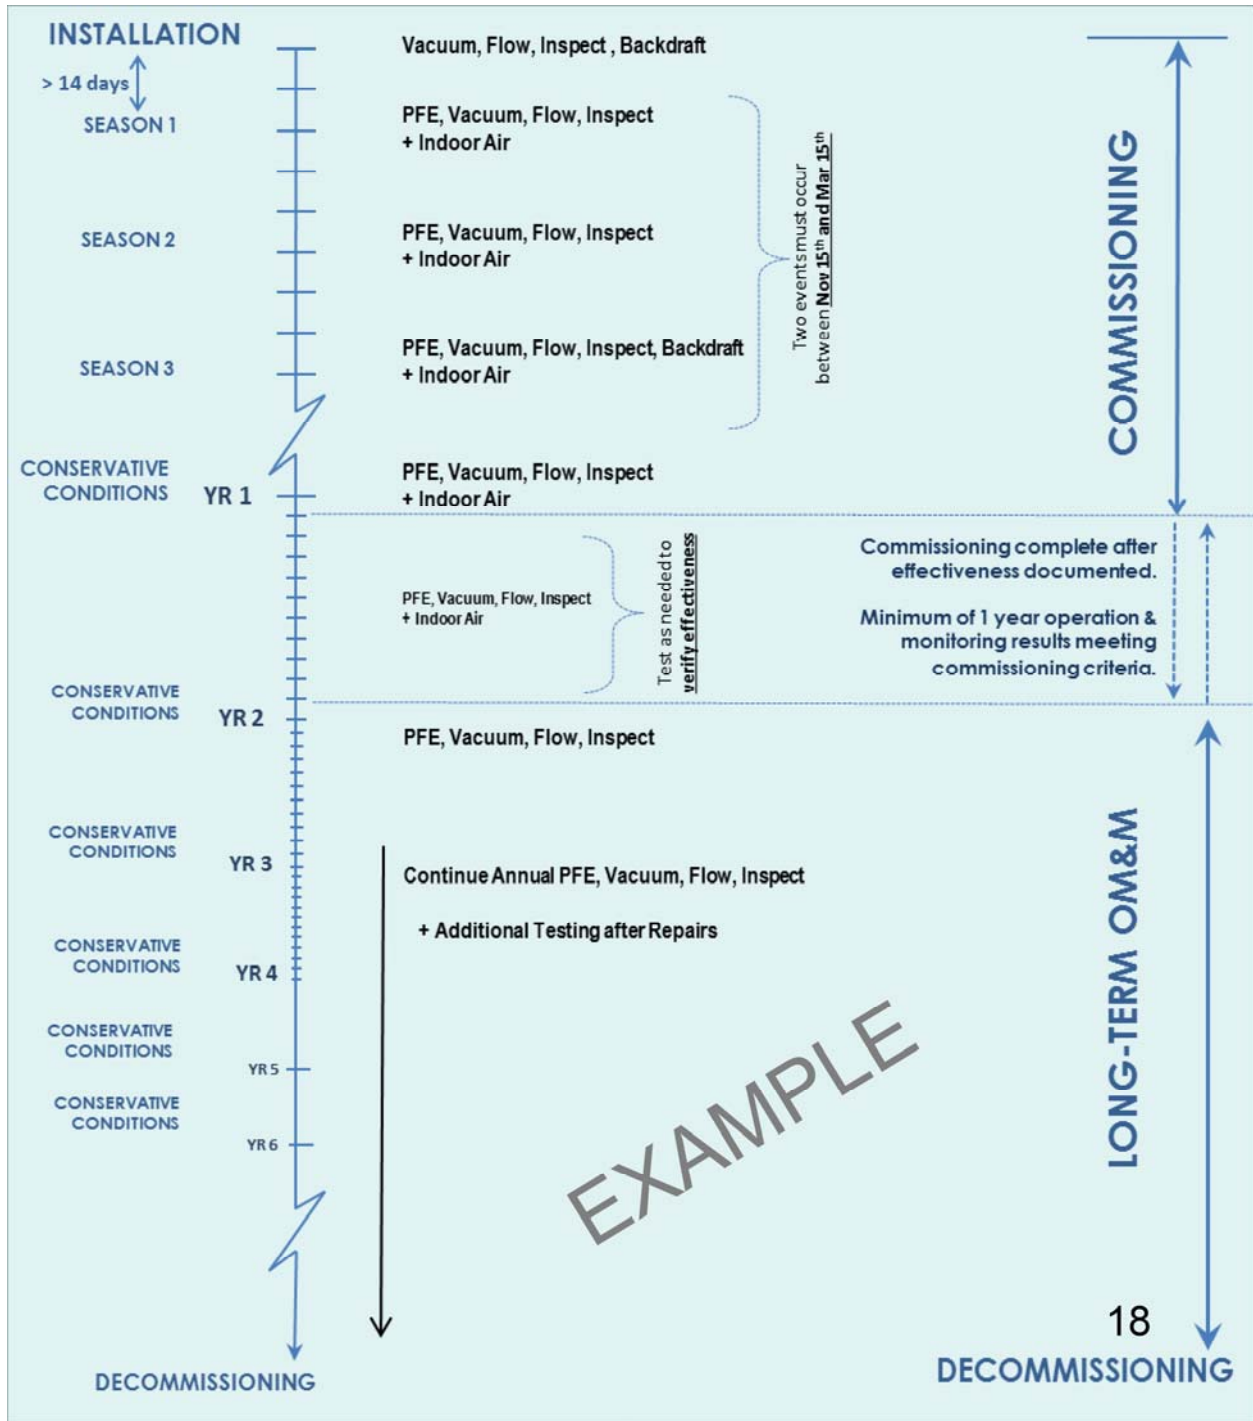 INSTALLATION
Vacuum, Flow, Inspect , Backdraft
> 14 days
SEASON 1
PFE, Vacuum, Flow, Inspect
+ Indoor Air
SEASON 2
PFE, Vacuum, Flow, Inspect
+ Indoor Air
SEASON 3
PFE, Vacuum, Flow, Inspect, Backdraft
+ Indoor Air
Two events must occur
between Nov 15th and Mar 15th
COMMISSIONING
CONSERVATIVE
CONDITIONS
YR 1
PFE, Vacuum, Flow, Inspect
+ Indoor Air
PFE, Vacuum, Flow, Inspect
+ Indoor Air
Test as needed to
verify effectiveness
Commissioning complete after
effectiveness documented.
Minimum of 1 year operation &
monitoring results meeting
commissioning criteria.
CONSERVATIVE
CONDITIONS
YR 2
PFE, Vacuum, Flow, Inspect
CONSERVATIVE
CONDITIONS
YR 3
Continue Annual PFE, Vacuum, Flow, Inspect
+ Additional Testing after Repairs
CONSERVATIVE
CONDITIONS
YR 4
CONSERVATIVE
CONDITIONS
YR 5
CONSERVATIVE
CONDITIONS
YR 6
EXAMPLE
LONG-TERM OM&M
18
DECOMMISSIONING
DECOMMISSIONING